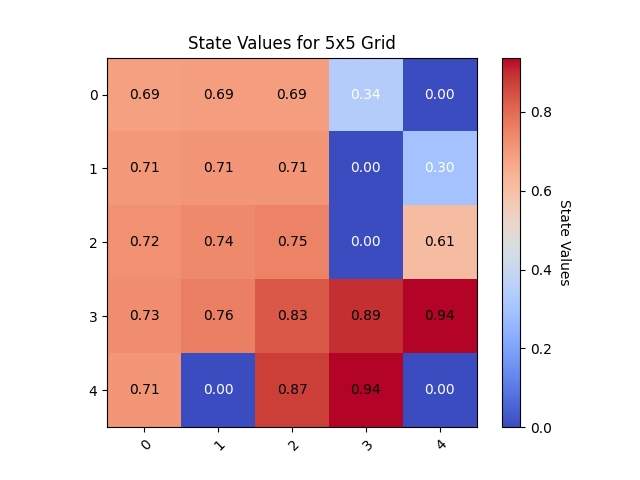 State Values for 5x5 Grid
0 0.69 0.69 0.69 0.34 0.00
1 0.71 0.71 0.71 0.00 0.30
2 0.72 0.74 0.75 0.00 0.61
3 0.73 0.76 0.83 0.89 0.94
4 0.71 0.00 0.87 0.94 0.00
0 1 2 3 4
0.8
0.6
0.4
0.2
0.0
State Values